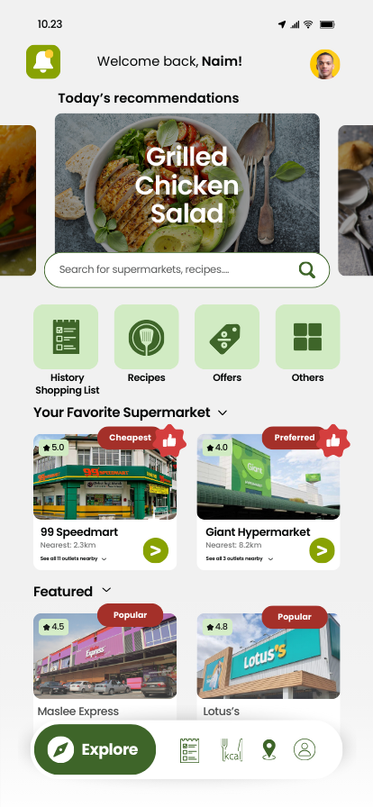 10.23
Welcome back, Naim!
Today's recommendations
Grilled
Chicken
Salad
Search for supermarkets, recipes....
History
Shopping List
Recipes
Offers
Others
Your Favorite Supermarket
5.0
Cheapest
4.0
Preferred
99 SPEEDMART
Giant
99 Speedmart
Nearest: 2.3km
See all 11 outlets nearby
>
Giant Hypermarket
Nearest: 8.2km
See all 3 outlets nearby
>
Featured
4.5
Popular
4.8
Popular
Express
Lotus's
Maslee Express
Lotus's
Explore
kcal